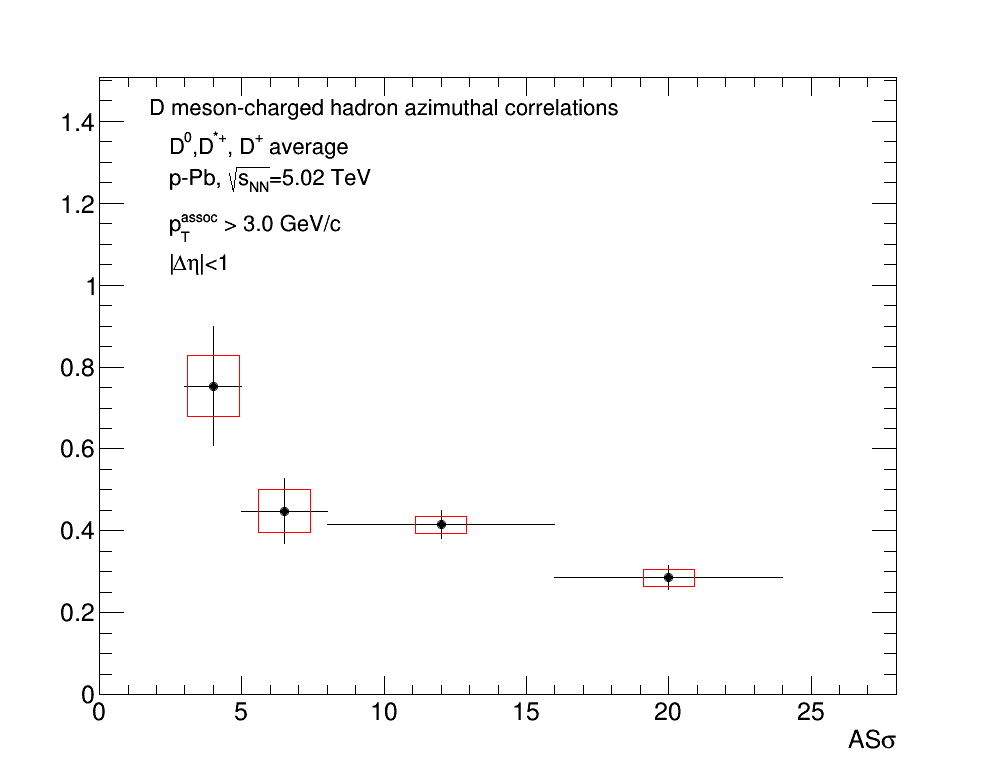 D meson-charged hadron azimuthal correlations
D⁰,D*⁺, D⁺ average
p-Pb, √s_NN=5.02 TeV
p_T^assoc > 3.0 GeV/c
|Δη|<1
1.4
1.2
1
0.8
0.6
0.4
0.2
0
0 5 10 15 20 25
ASσ